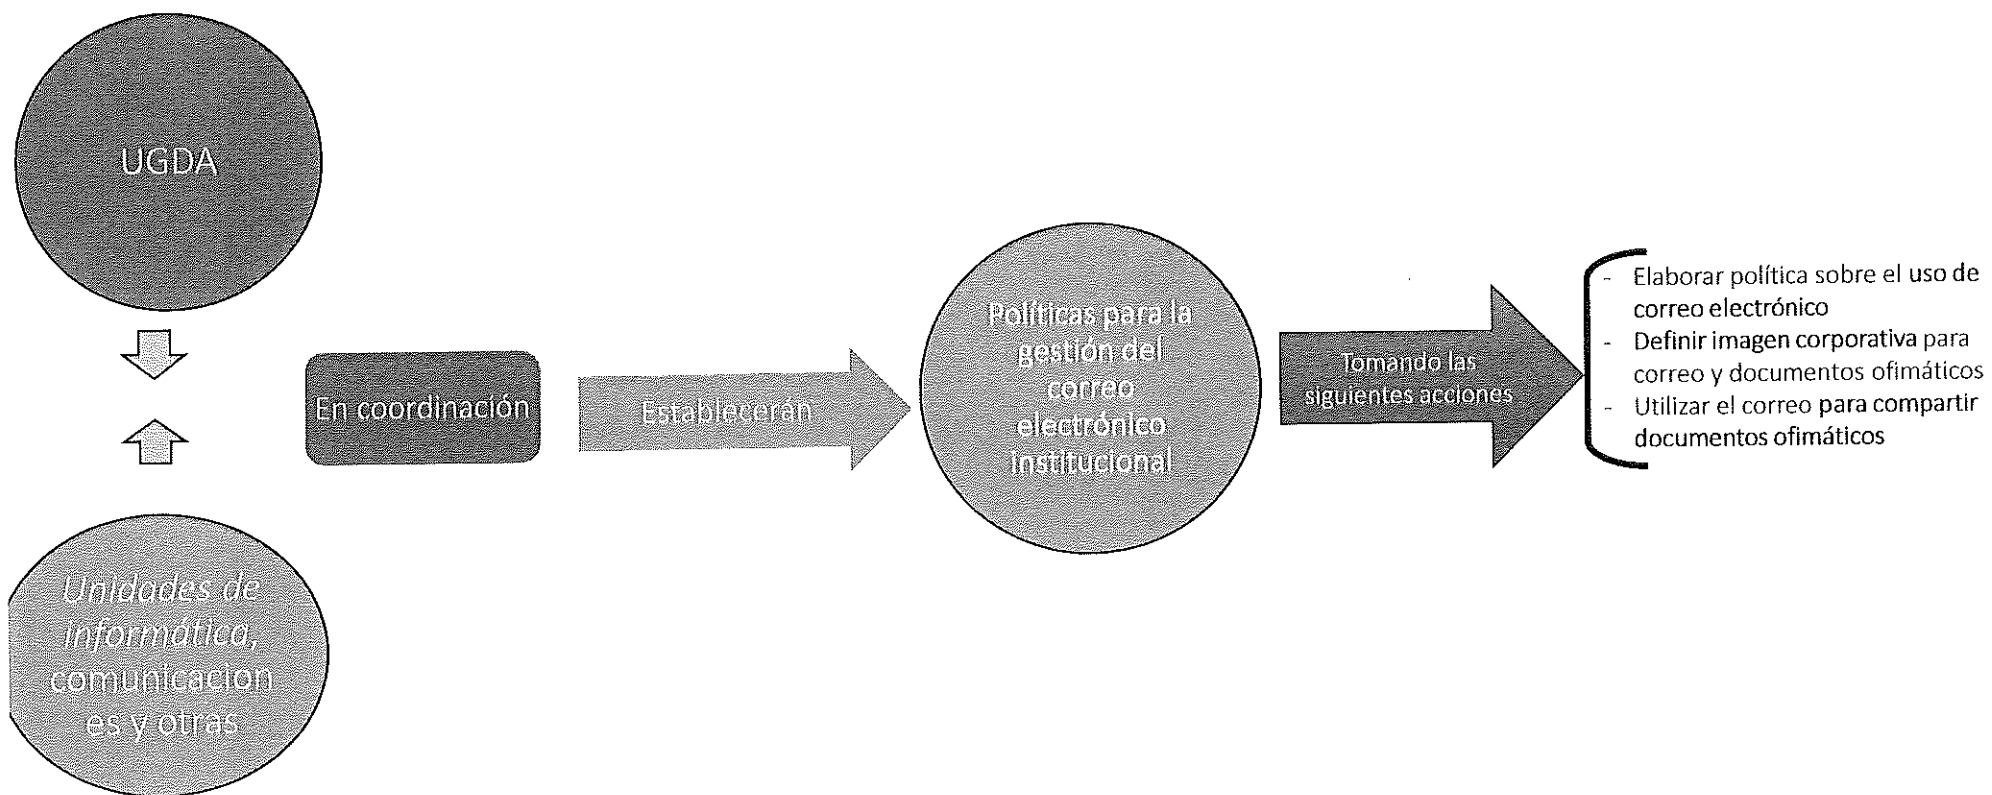 UGDA
Unidades de
informática,
comunicacion
es y otras
En coordinación
Establecerán
Políticas para la
gestión del
correo
electrónico
institucional
Tomando las
siguientes acciones
- Elaborar política sobre el uso de
correo electrónico
- Definir imagen corporativa para
correo y documentos ofimáticos
- Utilizar el correo para compartir
documentos ofimáticos